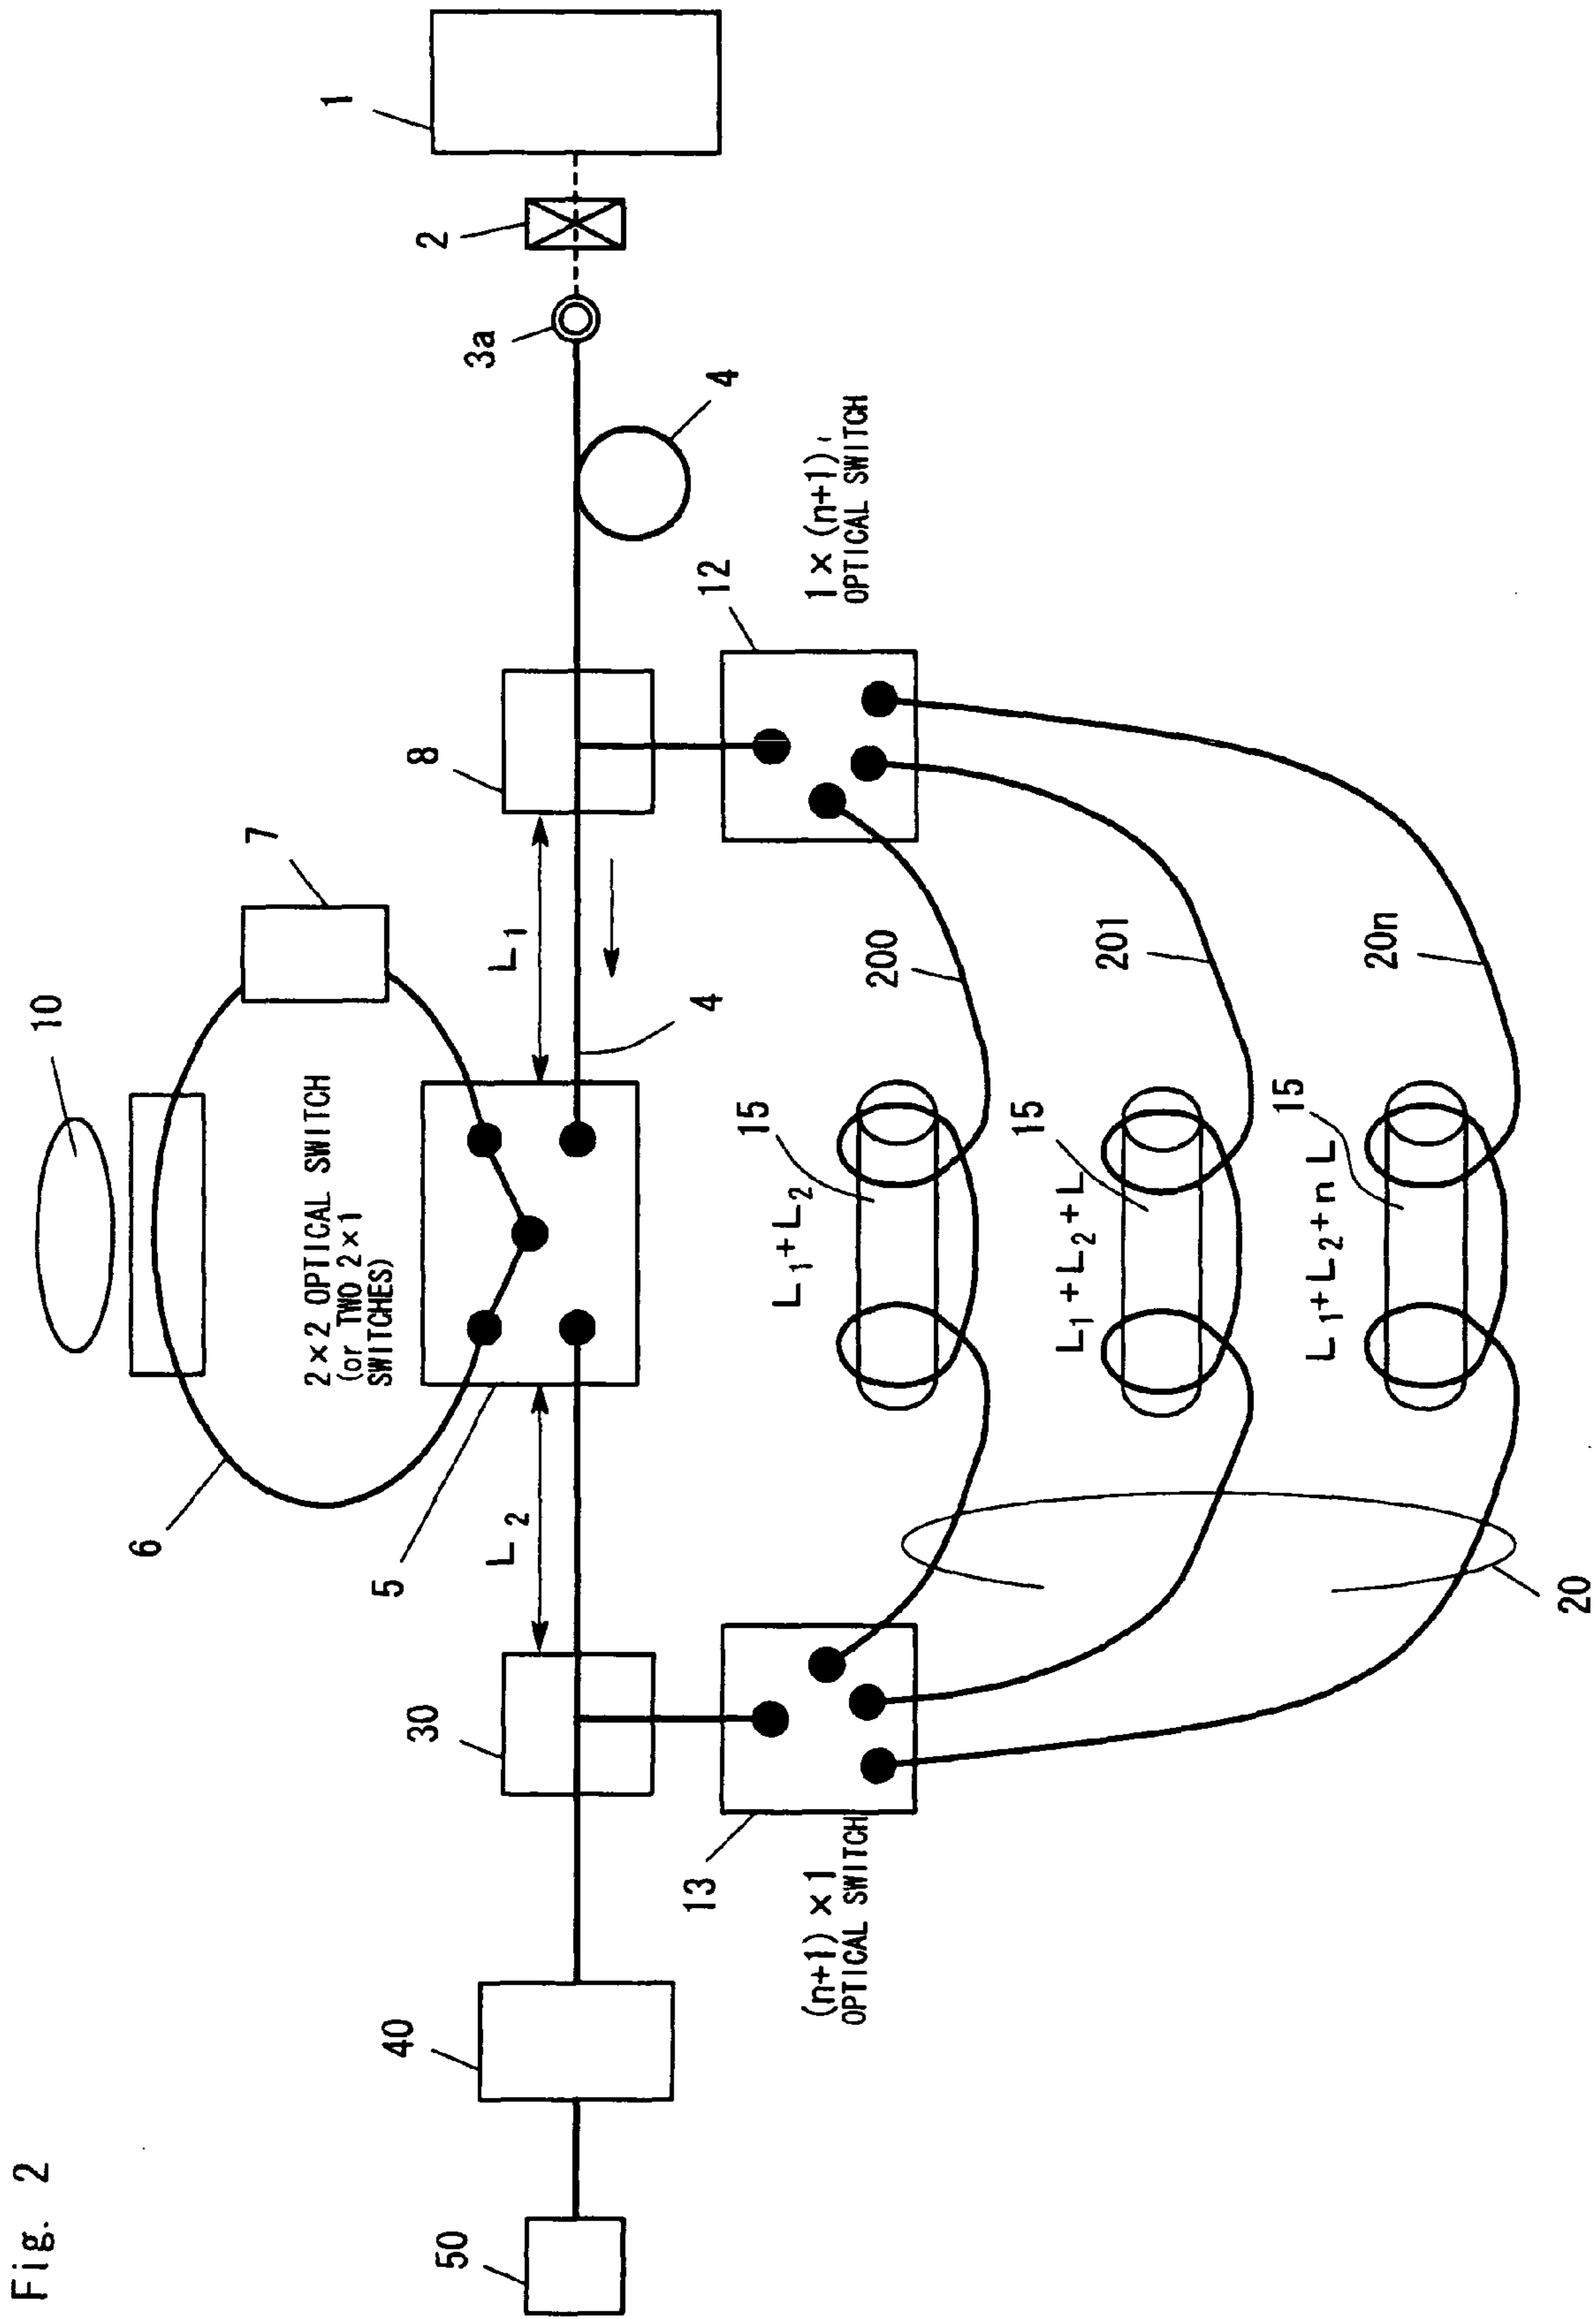 Fig. 2
50
40
30
L2
5
6
10
2×2 OPTICAL SWITCH
(or TWO 2×1
SWITCHES)
7
L1
4
8
4
3a
2
1
13
(n+1)×1
OPTICAL SWITCH
12
1×(n+1)
OPTICAL SWITCH
L1+L2
15
200
L1+L2+L
15
201
L1+L2+nL
15
20n
20